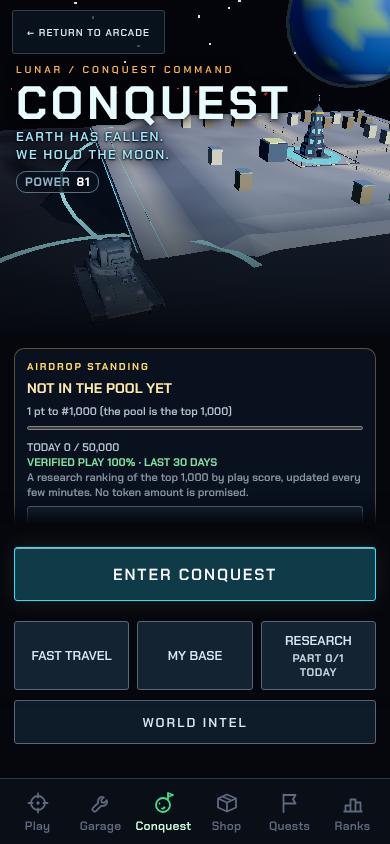 ← RETURN TO ARCADE
LUNAR / CONQUEST COMMAND
CONQUEST
EARTH HAS FALLEN.
WE HOLD THE MOON.
POWER 81
AIRDROP STANDING
NOT IN THE POOL YET
1 pt to #1,000 (the pool is the top 1,000)
TODAY 0 / 50,000
VERIFIED PLAY 100% · LAST 30 DAYS
A research ranking of the top 1,000 by play score, updated every
few minutes. No token amount is promised.
ENTER CONQUEST
FAST TRAVEL
MY BASE
RESEARCH
PART 0/1
TODAY
WORLD INTEL
Play
Garage
Conquest
Shop
Quests
Ranks